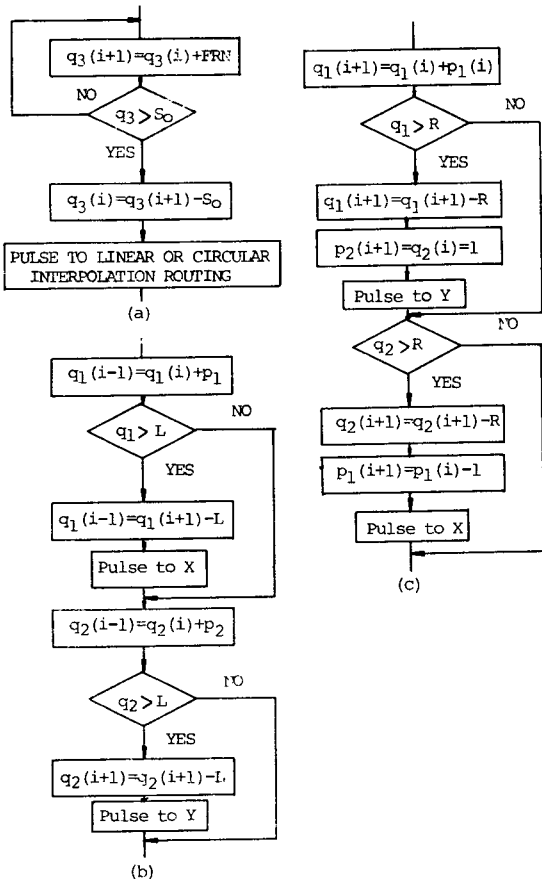 q3(i+1)=q3(i)+FRN
NO
q3>So
YES
q3(i)=q3(i+1)-So
PULSE TO LINEAR OR CIRCULAR
INTERPOLATION ROUTING
(a)
q1(i-1)=q1(i)+p1
NO
q1>L
YES
q1(i-1)=q1(i+1)-L
Pulse to X
q2(i-1)=q2(i)+p2
NO
q2>L
YES
q2(i+1)=q2(i+1)-L
Pulse to Y
(b)
q1(i+1)=q1(i)+p1(i)
NO
q1>R
YES
q1(i+1)=q1(i+1)-R
p2(i+1)=q2(i)=1
Pulse to Y
NO
q2>R
YES
q2(i+1)=q2(i+1)-R
p1(i+1)=p1(i)-1
Pulse to X
(c)